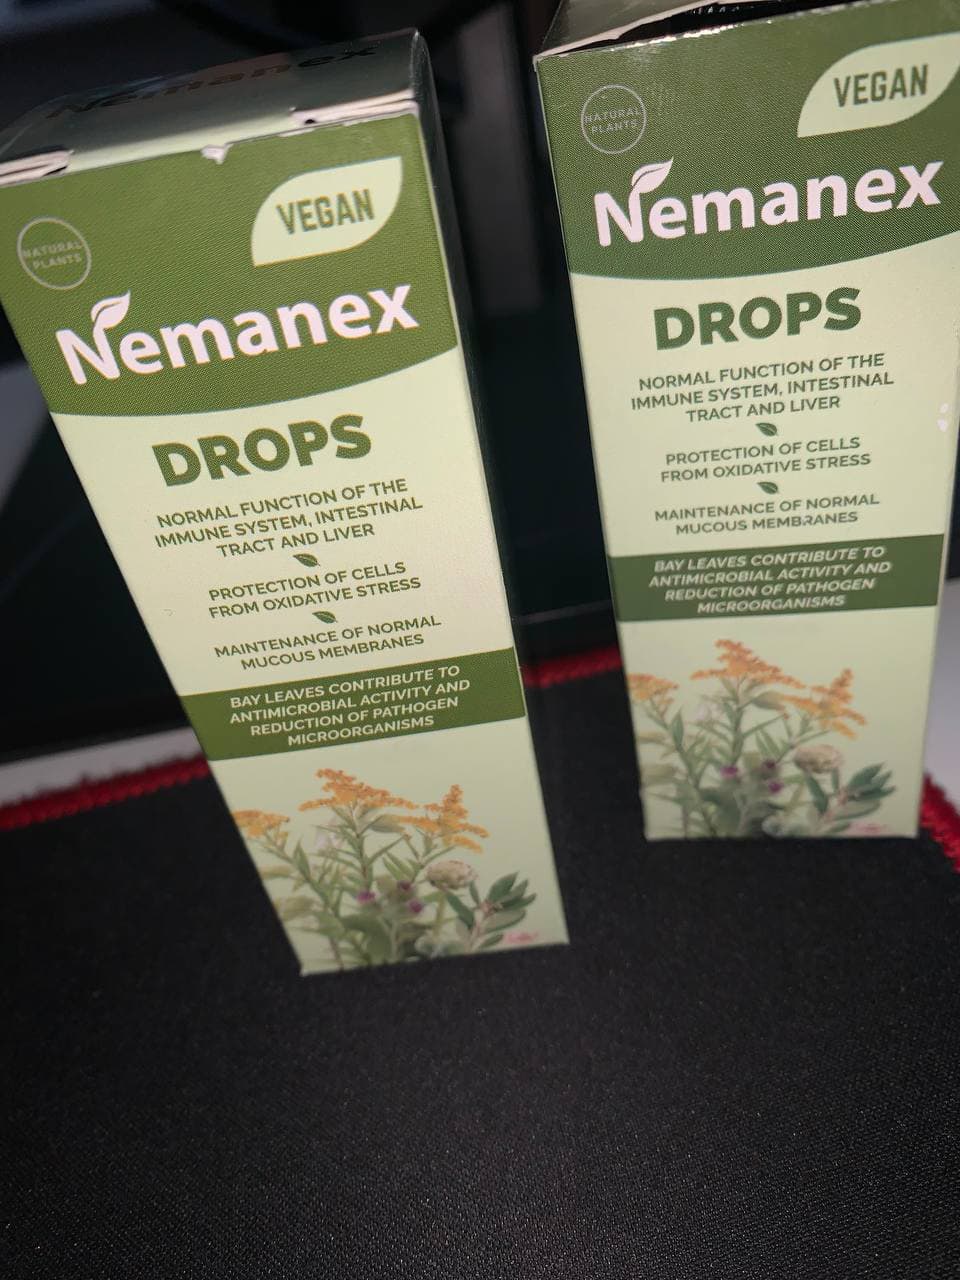 Nemanex
NATURAL
PLANTS
VEGAN
Nemanex
DROPS
NORMAL FUNCTION OF THE
IMMUNE SYSTEM, INTESTINAL
TRACT AND LIVER
PROTECTION OF CELLS
FROM OXIDATIVE STRESS
MAINTENANCE OF NORMAL
MUCOUS MEMBRANES
BAY LEAVES CONTRIBUTE TO
ANTIMICROBIAL ACTIVITY AND
REDUCTION OF PATHOGEN
MICROORGANISMS
NATURAL
PLANTS
VEGAN
Nemanex
DROPS
NORMAL FUNCTION OF THE
IMMUNE SYSTEM, INTESTINAL
TRACT AND LIVER
PROTECTION OF CELLS
FROM OXIDATIVE STRESS
MAINTENANCE OF NORMAL
MUCOUS MEMBRANES
BAY LEAVES CONTRIBUTE TO
ANTIMICROBIAL ACTIVITY AND
REDUCTION OF PATHOGEN
MICROORGANISMS